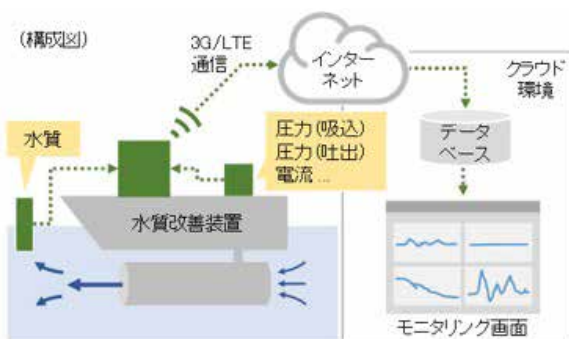 (構成図)
3G/LTE
通信
インター
ネット
クラウド
環境
水質
圧力(吸込)
圧力(吐出)
電流 ...
データ
ベース
水質改善装置
モニタリング画面